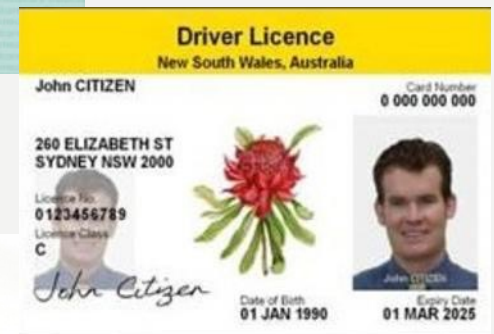 Driver Licence
New South Wales, Australia
John CITIZEN
Card Number
0 000 000 000
260 ELIZABETH ST
SYDNEY NSW 2000
Licence No.
0123456789
Licence Class
C
John Citizen
John CITIZEN
Date of Birth
01 JAN 1990
Expiry Date
01 MAR 2025